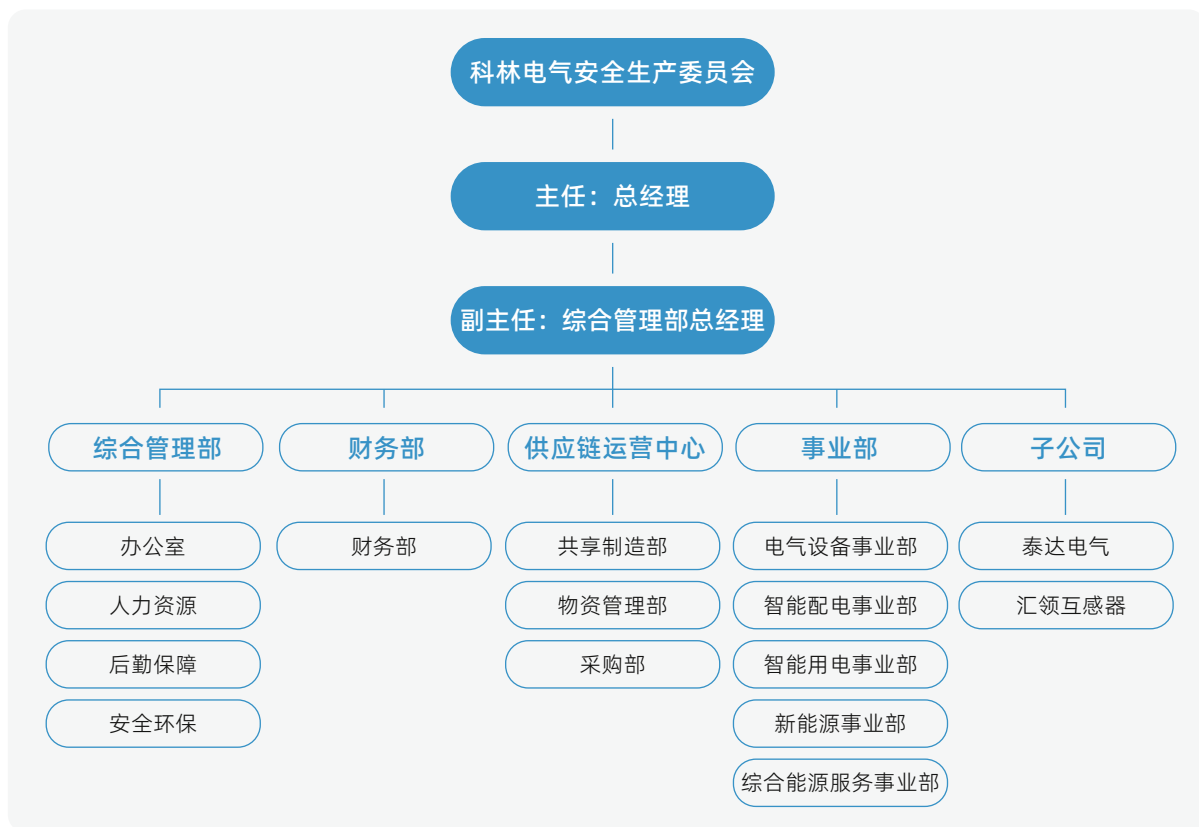 科林电气安全生产委员会
主任：总经理
副主任：综合管理部总经理
综合管理部
财务部
供应链运营中心
事业部
子公司
办公室
人力资源
后勤保障
安全环保
财务部
共享制造部
物资管理部
采购部
电气设备事业部
智能配电事业部
智能用电事业部
新能源事业部
综合能源服务事业部
泰达电气
汇领互感器